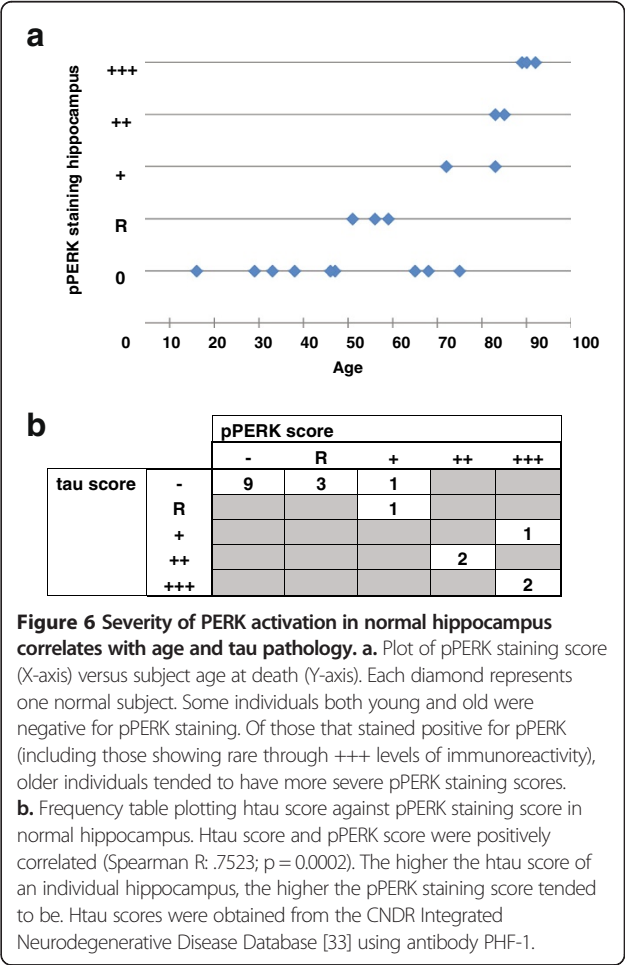 a
pPERK staining hippocampus
+++
++
+
R
0
0 10 20 30 40 50 60 70 80 90 100
Age
b
pPERK score
- R + ++ +++
tau score - 9 3 1
R 1
+ 1
++ 2
+++ 2
Figure 6 Severity of PERK activation in normal hippocampus
correlates with age and tau pathology. a. Plot of pPERK staining score
(X-axis) versus subject age at death (Y-axis). Each diamond represents
one normal subject. Some individuals both young and old were
negative for pPERK staining. Of those that stained positive for pPERK
(including those showing rare through +++ levels of immunoreactivity),
older individuals tended to have more severe pPERK staining scores.
b. Frequency table plotting htau score against pPERK staining score in
normal hippocampus. Htau score and pPERK score were positively
correlated (Spearman R: .7523; p = 0.0002). The higher the htau score of
an individual hippocampus, the higher the pPERK staining score tended
to be. Htau scores were obtained from the CNDR Integrated
Neurodegenerative Disease Database [33] using antibody PHF-1.